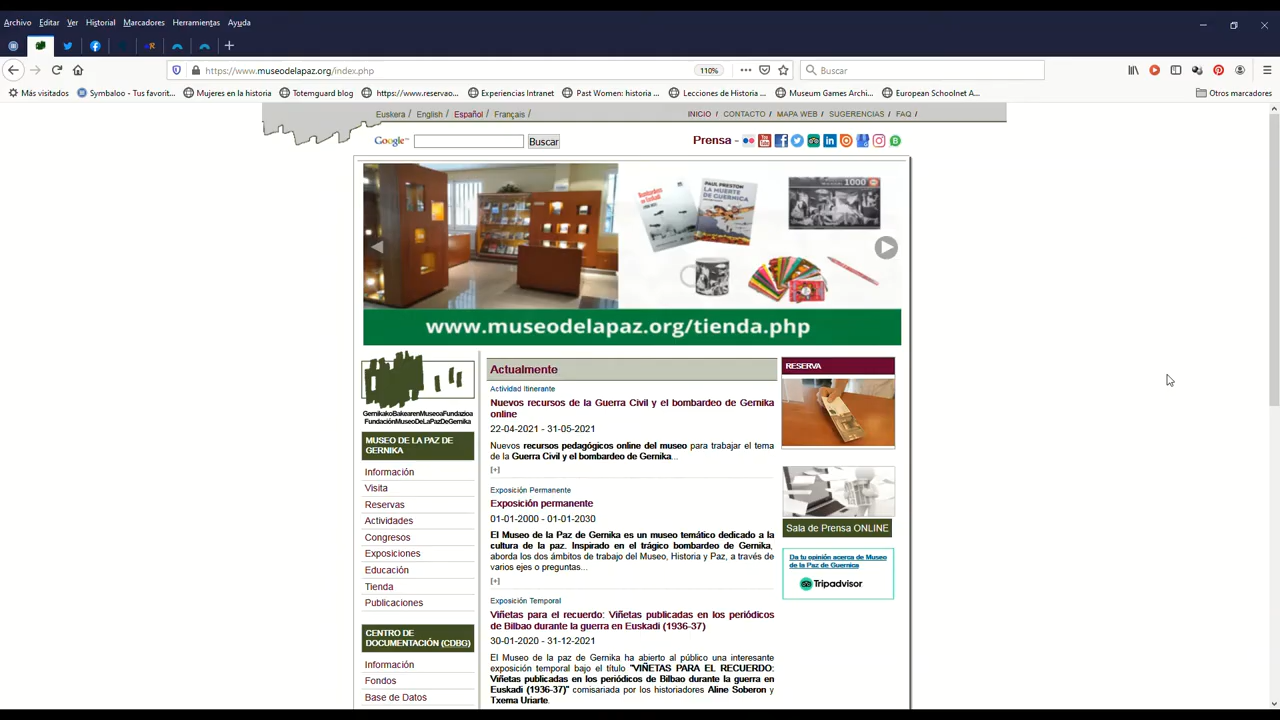 Archivo Editar Ver Historial Marcadores Herramientas Ayuda
https://www.museodelapaz.org/index.php 110% Buscar
Más visitados Symbaloo - Tus favorit... Mujeres en la historia Totemguard blog https://www.reservao... Experiencias Intranet Past Women: historia ... Lecciones de Historia ... Museum Games Archi... European Schoolnet A... Otros marcadores
Euskera / English / Español / Français / INICIO / CONTACTO / MAPA WEB / SUGERENCIAS / FAQ /
Google Buscar Prensa -
Bombardeo en Euskadi
PAUL PRESTON
LA MUERTE DE GUERNICA
1000
www.museodelapaz.org/tienda.php
GernikakoBakearenMuseoaFundazioa
FundaciónMuseoDeLaPazDeGernika
MUSEO DE LA PAZ DE
GERNIKA
Información
Visita
Reservas
Actividades
Congresos
Exposiciones
Educación
Tienda
Publicaciones
CENTRO DE
DOCUMENTACIÓN (CDBG)
Información
Fondos
Base de Datos
Actualmente
Actividad Itinerante
Nuevos recursos de la Guerra Civil y el bombardeo de Gernika
online
22-04-2021 - 31-05-2021
Nuevos recursos pedagógicos online del museo para trabajar el tema
de la Guerra Civil y el bombardeo de Gernika...
[+]
Exposición Permanente
Exposición permanente
01-01-2000 - 01-01-2030
El Museo de la Paz de Gernika es un museo temático dedicado a la
cultura de la paz. Inspirado en el trágico bombardeo de Gernika,
aborda los dos ámbitos de trabajo del Museo, Historia y Paz, a través de
varios ejes o preguntas...
[+]
Exposición Temporal
Viñetas para el recuerdo: Viñetas publicadas en los periódicos
de Bilbao durante la guerra en Euskadi (1936-37)
30-01-2020 - 31-12-2021
El Museo de la paz de Gernika ha abierto al público una interesante
exposición temporal bajo el título "VIÑETAS PARA EL RECUERDO:
Viñetas publicadas en los periódicos de Bilbao durante la guerra en
Euskadi (1936-37)" comisariada por los historiadores Aline Soberon y
Txema Uriarte.
RESERVA
Sala de Prensa ONLINE
Da tu opinión acerca de Museo
de la Paz de Guernica
Tripadvisor